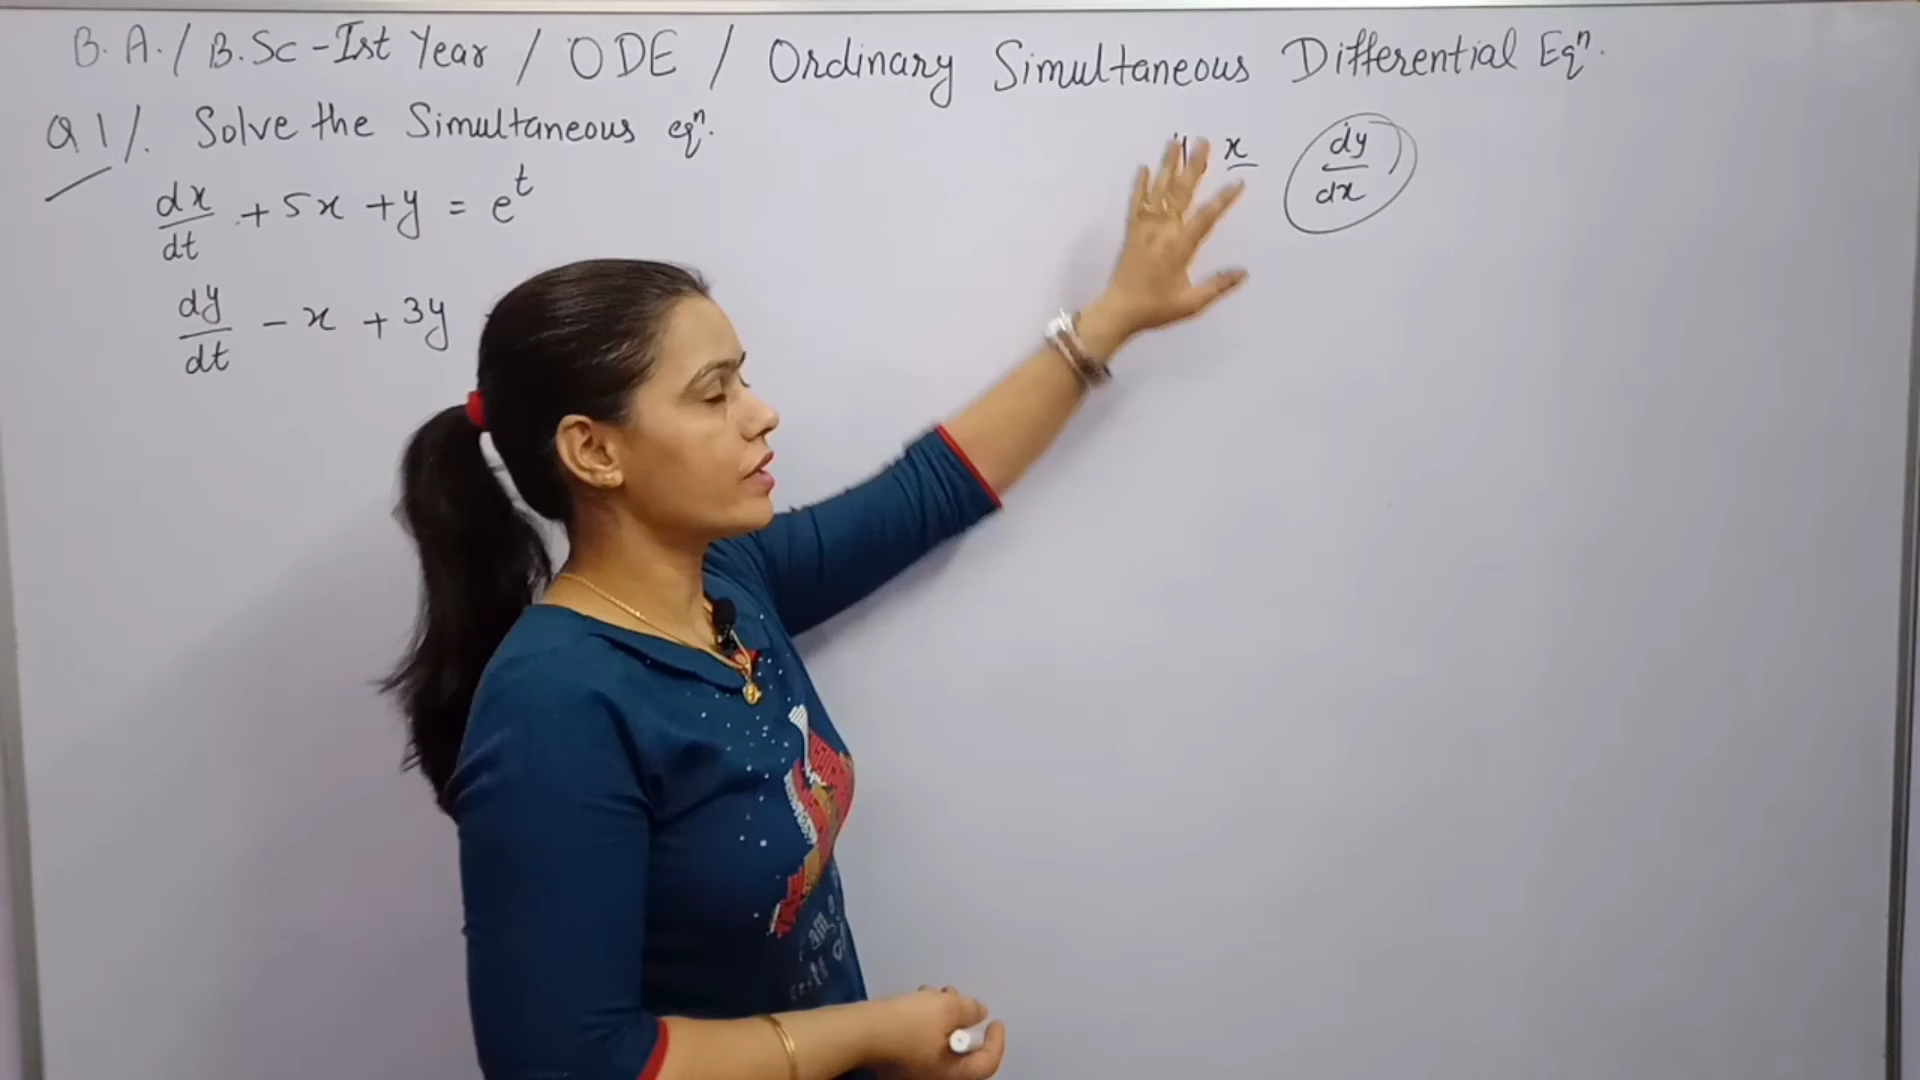 B.A./B.Sc-Ist Year / ODE / Ordinary Simultaneous Differential Eqⁿ.
Q1/. Solve the Simultaneous eqⁿ.
dx/dt + 5x + y = e^t
dy/dt - x + 3y
x dy/dx